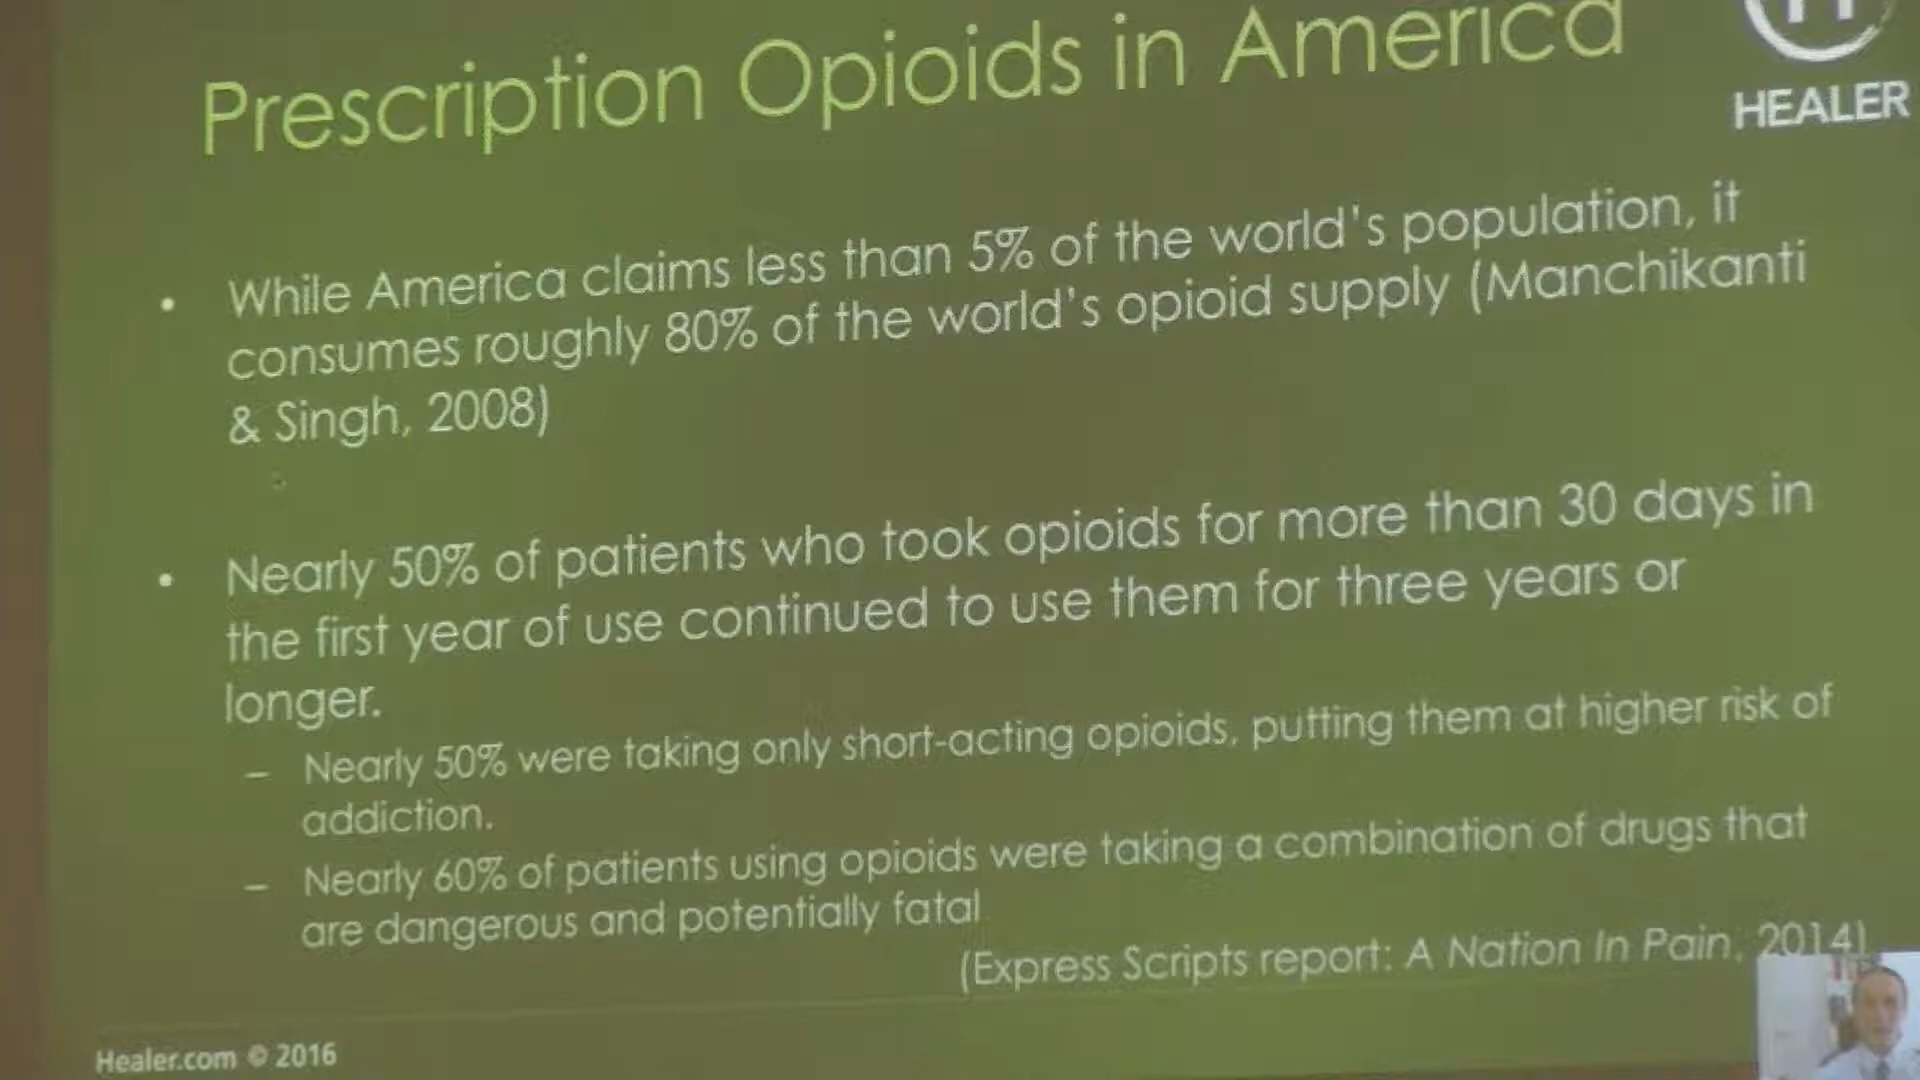 Prescription Opioids in America
HEALER
• While America claims less than 5% of the world's population, it
consumes roughly 80% of the world's opioid supply (Manchikanti
& Singh, 2008)
• Nearly 50% of patients who took opioids for more than 30 days in
the first year of use continued to use them for three years or
longer.
– Nearly 50% were taking only short-acting opioids, putting them at higher risk of
addiction.
– Nearly 60% of patients using opioids were taking a combination of drugs that
are dangerous and potentially fatal
(Express Scripts report: A Nation In Pain, 2014)
Healer.com © 2016